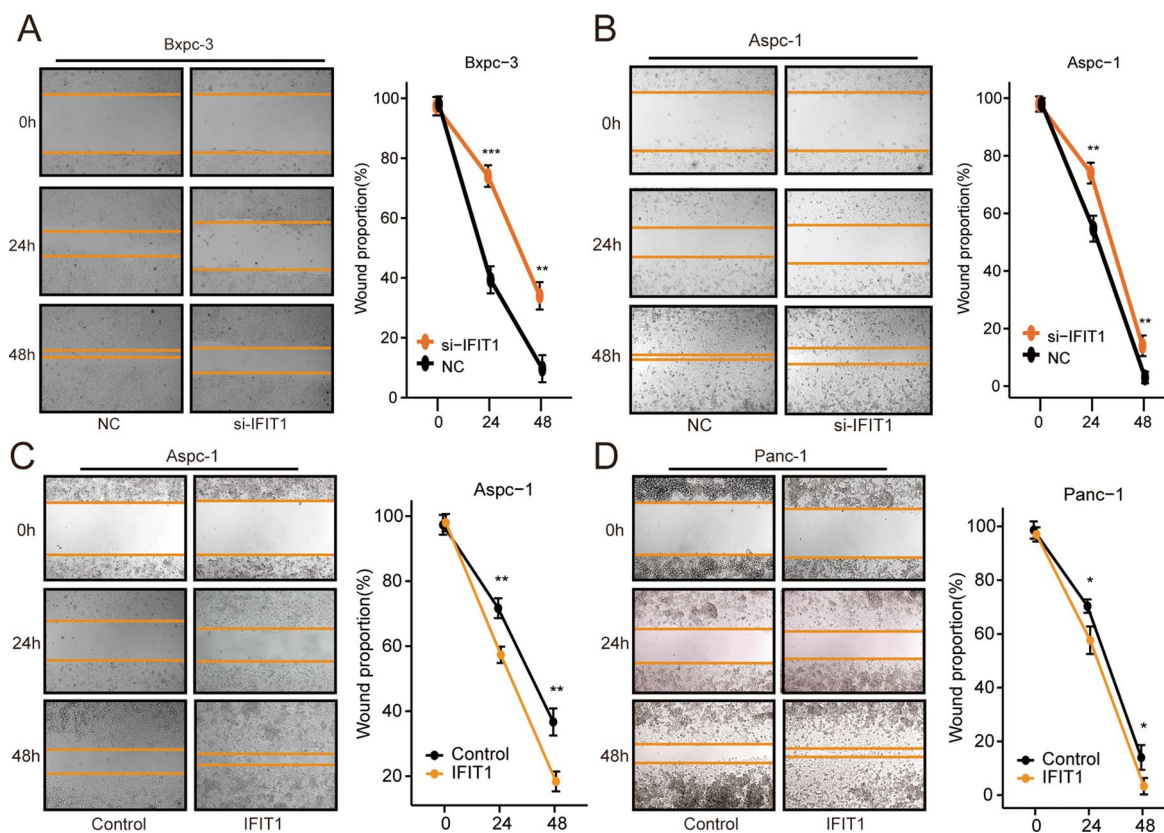 A
Bxpc-3
0h
24h
48h
NC
si-IFIT1
Bxpc−3
Wound proportion(%)
100
80
60
40
20
0
***
**
si−IFIT1
NC
0
24
48
B
Aspc-1
0h
24h
48h
NC
si-IFIT1
Aspc−1
Wound proportion(%)
100
80
60
40
20
0
**
**
si−IFIT1
NC
0
24
48
C
Aspc-1
0h
24h
48h
Control
IFIT1
Aspc−1
Wound proportion(%)
100
80
60
40
20
**
**
Control
IFIT1
0
24
48
D
Panc-1
0h
24h
48h
Control
IFIT1
Panc−1
Wound proportion(%)
100
80
60
40
20
0
*
*
Control
IFIT1
0
24
48